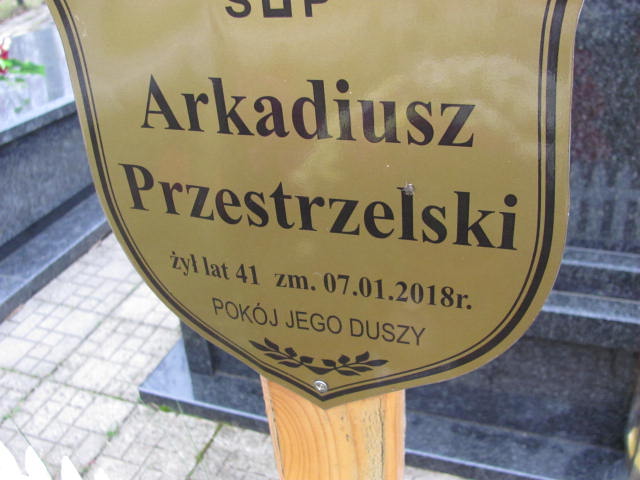 Arkadiusz
Przestrzelski
żył lat 41 zm. 07.01.2018r.
POKÓJ JEGO DUSZY